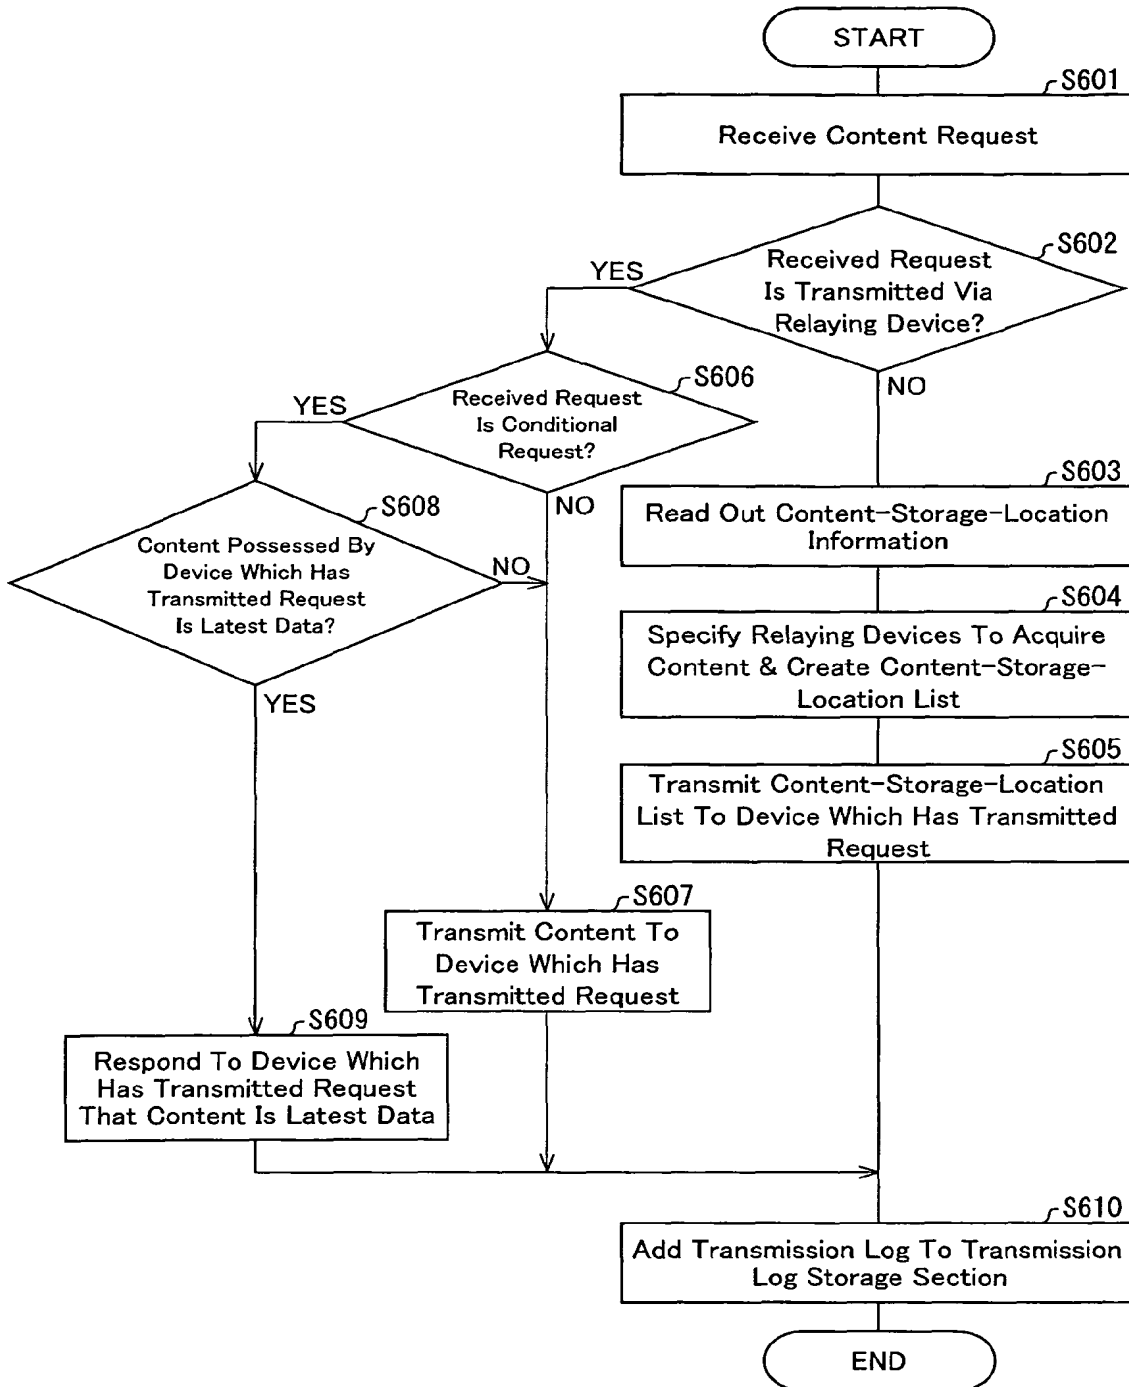 START
S601
Receive Content Request
S602
Received Request
Is Transmitted Via
Relaying Device?
YES
NO
S606
Received Request
Is Conditional
Request?
YES
NO
S603
Read Out Content-Storage-Location
Information
S608
Content Possessed By
Device Which Has
Transmitted Request
Is Latest Data?
NO
YES
S604
Specify Relaying Devices To Acquire
Content & Create Content-Storage-
Location List
S605
Transmit Content-Storage-Location
List To Device Which Has Transmitted
Request
S607
Transmit Content To
Device Which Has
Transmitted Request
S609
Respond To Device Which
Has Transmitted Request
That Content Is Latest Data
S610
Add Transmission Log To Transmission
Log Storage Section
END